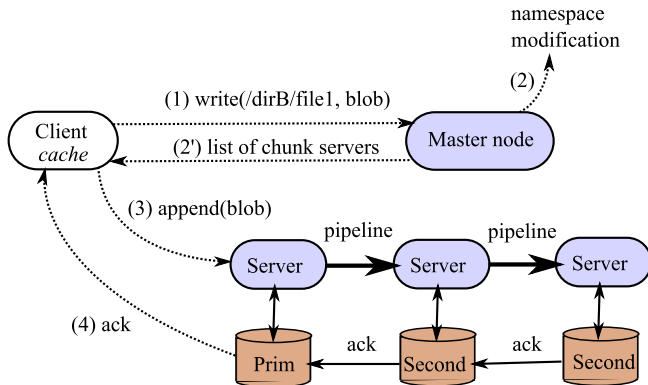 namespace
modification
(1) write(/dirB/file1, blob)
(2)
Client
cache
Master node
(2') list of chunk servers
(3) append(blob)
pipeline
pipeline
Server
Server
Server
(4) ack
ack
ack
Prim
Second
Second